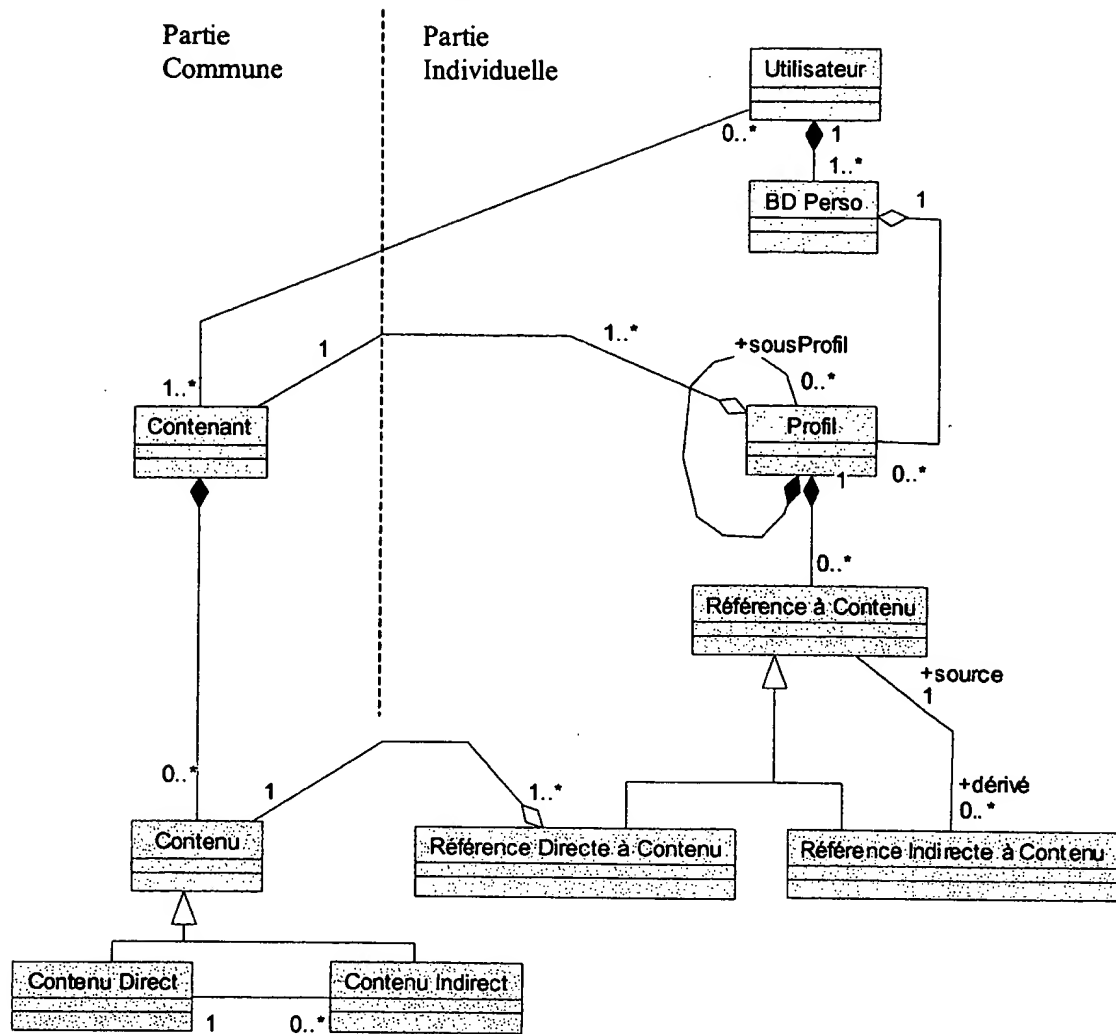 Partie
Commune
Partie
Individuelle
Utilisateur
0..*
1
1..*
BD Perso
1
1
1..*
+sousProfil
0..*
1..*
Contenant
Profil
1
0..*
0..*
Référence à Contenu
+source
1
0..*
1
1..*
+dérivé
0..*
Contenu
Référence Directe à Contenu
Référence Indirecte à Contenu
Contenu Direct
Contenu Indirect
1
0..*